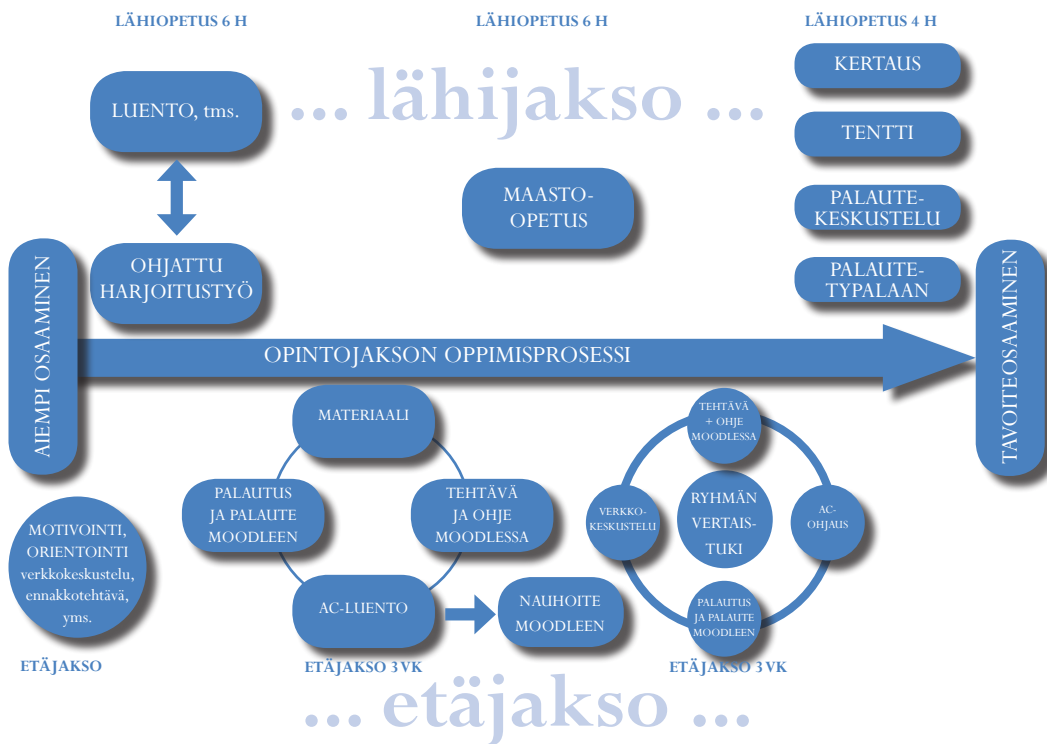 LÄHIOPETUS 6 H
LÄHIOPETUS 6 H
LÄHIOPETUS 4 H
... lähijakso ...
LUENTO, tms.
OHJATTU
HARJOITUSTYÖ
MAASTO-
OPETUS
KERTAUS
TENTTI
PALAUTE-
KESKUSTELU
PALAUTE-
TYPALAAN
AIEMPI OSAAMINEN
OPINTOJAKSON OPPIMISPROSESSI
TAVOITEOSAAMINEN
MOTIVOINTI,
ORIENTOINTI
verkkokeskustelu,
ennakkotehtävä,
yms.
MATERIAALI
PALAUTUS
JA PALAUTE
MOODLEEN
TEHTÄVÄ
JA OHJE
MOODLESSA
AC-LUENTO
NAUHOITE
MOODLEEN
TEHTÄVÄ
+ OHJE
MOODLESSA
VERKKO-
KESKUSTELU
RYHMÄN
VERTAIS-
TUKI
AC-
OHJAUS
PALAUTUS
JA PALAUTE
MOODLEEN
ETÄJAKSO
ETÄJAKSO 3 VK
ETÄJAKSO 3 VK
... etäjakso ...